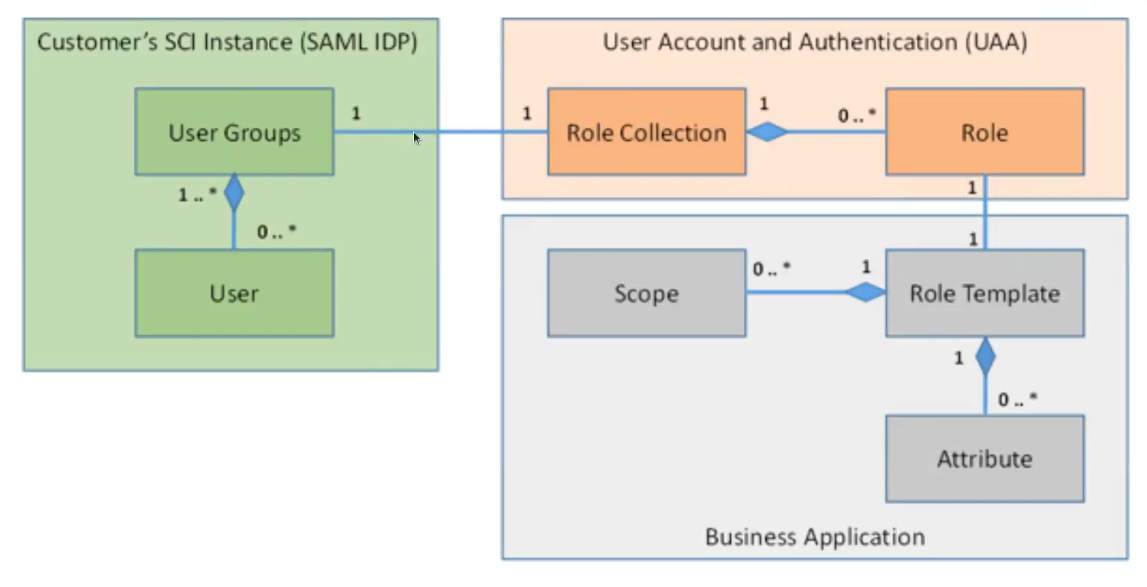 Customer’s SCI Instance (SAML IDP)
User Groups
1
1 .. *
0 .. *
User
User Account and Authentication (UAA)
1
Role Collection
1
0 .. *
Role
1
1
Scope
0 .. *
1
Role Template
1
0 .. *
Attribute
Business Application